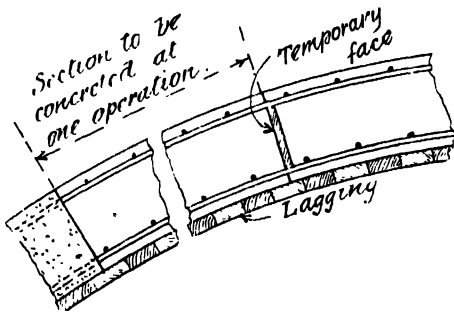 Section to be
concreted at
one operation.
Temporary
face
Lagging